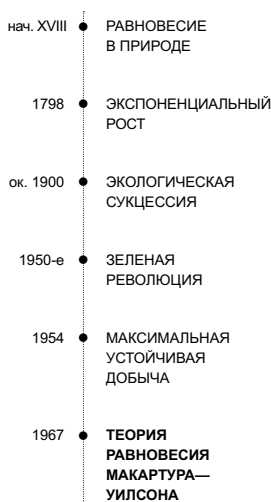 нач. XVIII РАВНОВЕСИЕ
В ПРИРОДЕ
1798 ЭКСПОНЕНЦИАЛЬНЫЙ
РОСТ
ок. 1900 ЭКОЛОГИЧЕСКАЯ
СУКЦЕССИЯ
1950-е ЗЕЛЕНАЯ
РЕВОЛЮЦИЯ
1954 МАКСИМАЛЬНАЯ
УСТОЙЧИВАЯ
ДОБЫЧА
1967 ТЕОРИЯ
РАВНОВЕСИЯ
МАКАРТУРА—
УИЛСОНА